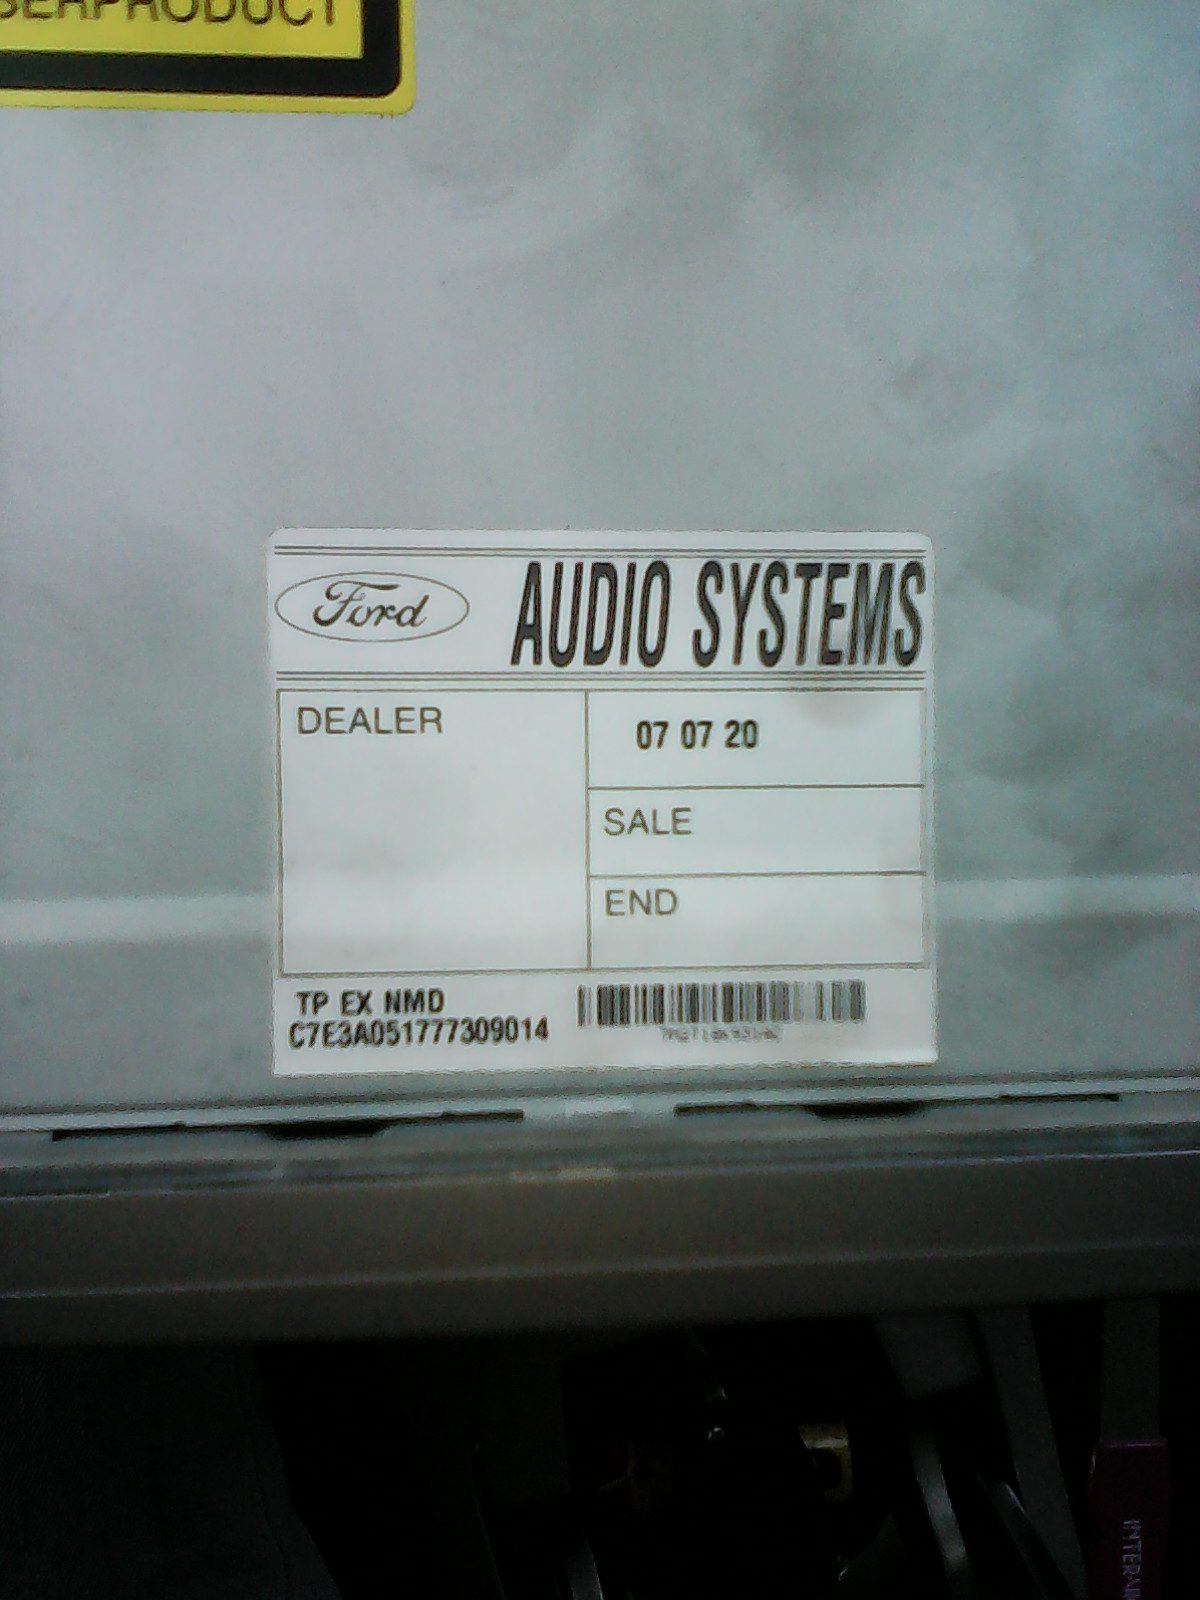 Ford AUDIO SYSTEMS
DEALER
07 07 20
SALE
END
TP EX NMD
C7E3A051777309014